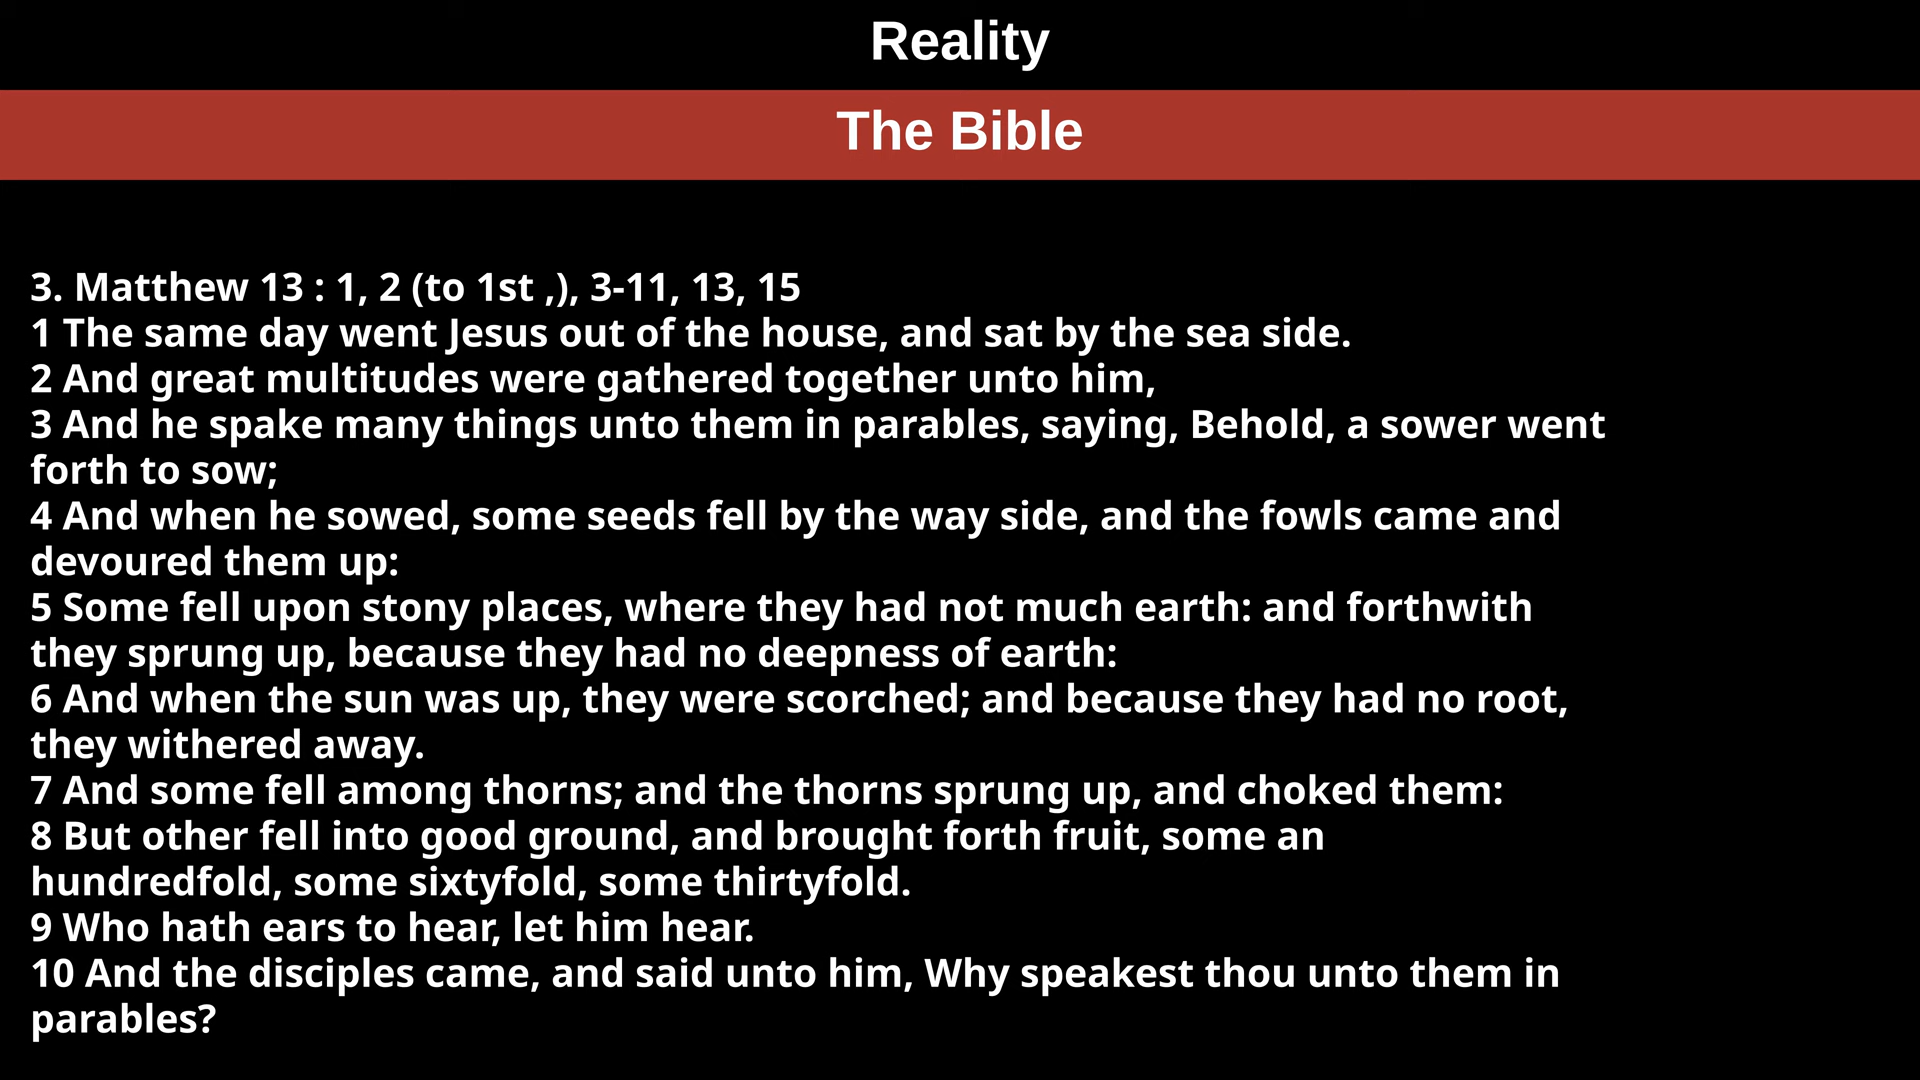 Reality
The Bible
3. Matthew 13 : 1, 2 (to 1st ,), 3-11, 13, 15
1 The same day went Jesus out of the house, and sat by the sea side.
2 And great multitudes were gathered together unto him,
3 And he spake many things unto them in parables, saying, Behold, a sower went
forth to sow;
4 And when he sowed, some seeds fell by the way side, and the fowls came and
devoured them up:
5 Some fell upon stony places, where they had not much earth: and forthwith
they sprung up, because they had no deepness of earth:
6 And when the sun was up, they were scorched; and because they had no root,
they withered away.
7 And some fell among thorns; and the thorns sprung up, and choked them:
8 But other fell into good ground, and brought forth fruit, some an
hundredfold, some sixtyfold, some thirtyfold.
9 Who hath ears to hear, let him hear.
10 And the disciples came, and said unto him, Why speakest thou unto them in
parables?